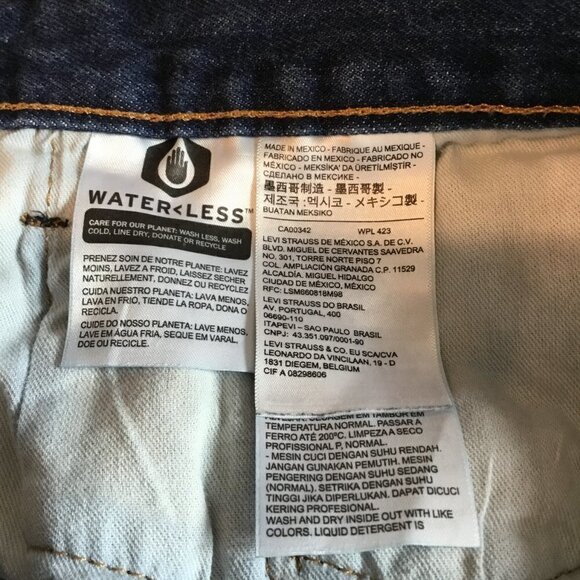 WATER<LESS™
CARE FOR OUR PLANET: WASH LESS, WASH
COLD, LINE DRY, DONATE OR RECYCLE
PRENEZ SOIN DE NOTRE PLANETE: LAVEZ
MOINS, LAVEZ A FROID, LAISSEZ SECHER
NATURELLEMENT, DONNEZ OU RECYCLEZ
CUIDA NUESTRO PLANETA: LAVA MENOS,
LAVA EN FRIO, TIENDE LA ROPA, DONA O
RECICLA.
CUIDE DO NOSSO PLANETA: LAVE MENOS.
LAVE EM ÁGUA FRIA, SEQUE EM VARAL.
DOE OU RECICLE.
MADE IN MEXICO - FABRIQUE AU MEXIQUE -
FABRICADO EN MEXICO - FABRICADO NO
MÉXICO - MEKSİKA'DA ÜRETİLMİŞTİR -
СДЕЛАНО В МЕКСИКЕ -
墨西哥制造 - 墨西哥製 -
제조국 :멕시코 - メキシコ製 -
BUATAN MEKSIKO
CA00342 WPL 423
LEVI STRAUSS DE MÉXICO S.A. DE C.V.
BLVD. MIGUEL DE CERVANTES SAAVEDRA
NO. 301, TORRE NORTE PISO 7
COL. AMPLIACIÓN GRANADA C.P. 11529
ALCALDÍA. MIGUEL HIDALGO
CIUDAD DE MÉXICO, MÉXICO
RFC: LSM660818M98
LEVI STRAUSS DO BRASIL
AV. PORTUGAL, 400
06690-110
ITAPEVI – SAO PAULO BRASIL
CNPJ: 43.351.097/0001-90
LEVI STRAUSS & CO. EU SCA/CVA
LEONARDO DA VINCILAAN, 19 - D
1831 DIEGEM, BELGIUM
CIF A 08298606
TEMPERATURA NORMAL. PASSAR A
FERRO ATÉ 200°C. LIMPEZA A SECO
PROFISSIONAL P, NORMAL.
- MESIN CUCI DENGAN SUHU RENDAH.
JANGAN GUNAKAN PEMUTIH. MESIN
PENGERING DENGAN SUHU SEDANG
(NORMAL). SETRIKA DENGAN SUHU
TINGGI JIKA DIPERLUKAN. DAPAT DICUCI
KERING PROFESIONAL.
WASH AND DRY INSIDE OUT WITH LIKE
COLORS. LIQUID DETERGENT IS